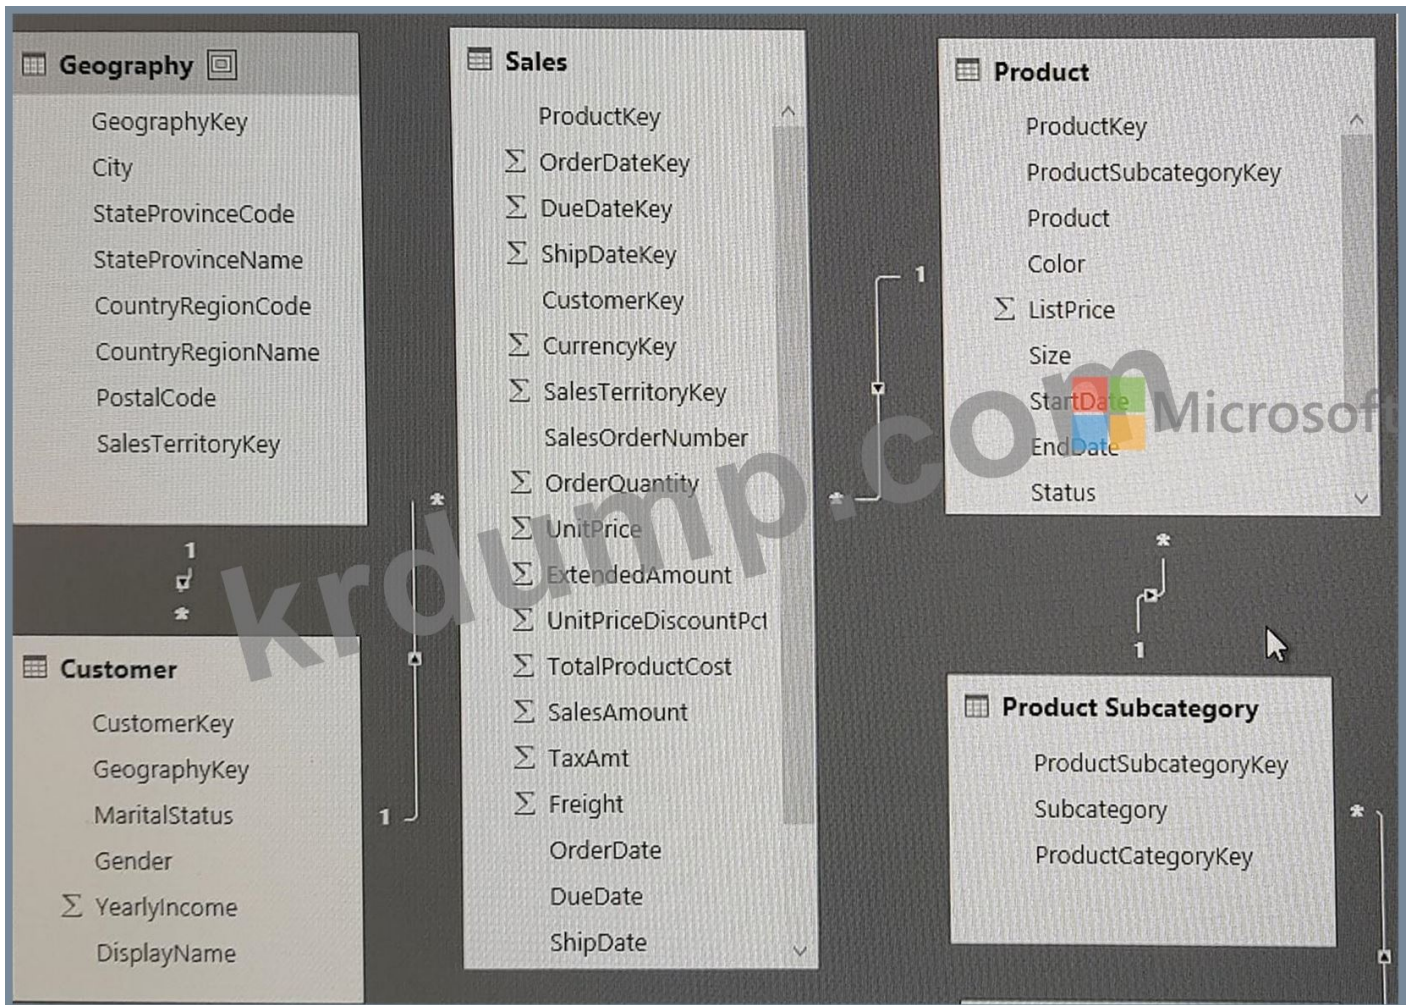 Geography
GeographyKey
City
StateProvinceCode
StateProvinceName
CountryRegionCode
CountryRegionName
PostalCode
SalesTerritoryKey
1
*
Customer
CustomerKey
GeographyKey
MaritalStatus
Gender
Σ YearlyIncome
DisplayName
*
1
Sales
ProductKey
Σ OrderDateKey
Σ DueDateKey
Σ ShipDateKey
CustomerKey
Σ CurrencyKey
Σ SalesTerritoryKey
SalesOrderNumber
Σ OrderQuantity
Σ UnitPrice
Σ ExtendedAmount
Σ UnitPriceDiscountPct
Σ TotalProductCost
Σ SalesAmount
Σ TaxAmt
Σ Freight
OrderDate
DueDate
ShipDate
1
*
Product
ProductKey
ProductSubcategoryKey
Product
Color
Σ ListPrice
Size
StartDate
EndDate
Status
*
1
Product Subcategory
ProductSubcategoryKey
Subcategory
ProductCategoryKey
*
Microsoft
krdump.com